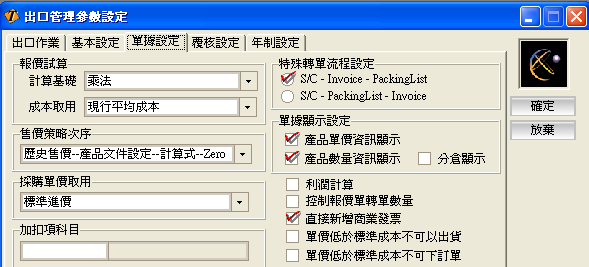 出口管理參數設定
出口作業 基本設定 單據設定 覆核設定 年制設定
報價試算
計算基礎 乘法
成本取用 現行平均成本
售價策略次序
歷史售價--產品文件設定--計算式--Zero
採購單價取用
標準進價
加扣項科目
特殊轉單流程設定
S/C - Invoice - PackingList
S/C - PackingList - Invoice
單據顯示設定
產品單價資訊顯示
產品數量資訊顯示 分倉顯示
利潤計算
控制報價單轉單數量
直接新增商業發票
單價低於標準成本不可以出貨
單價低於標準成本不可下訂單
確定
放棄